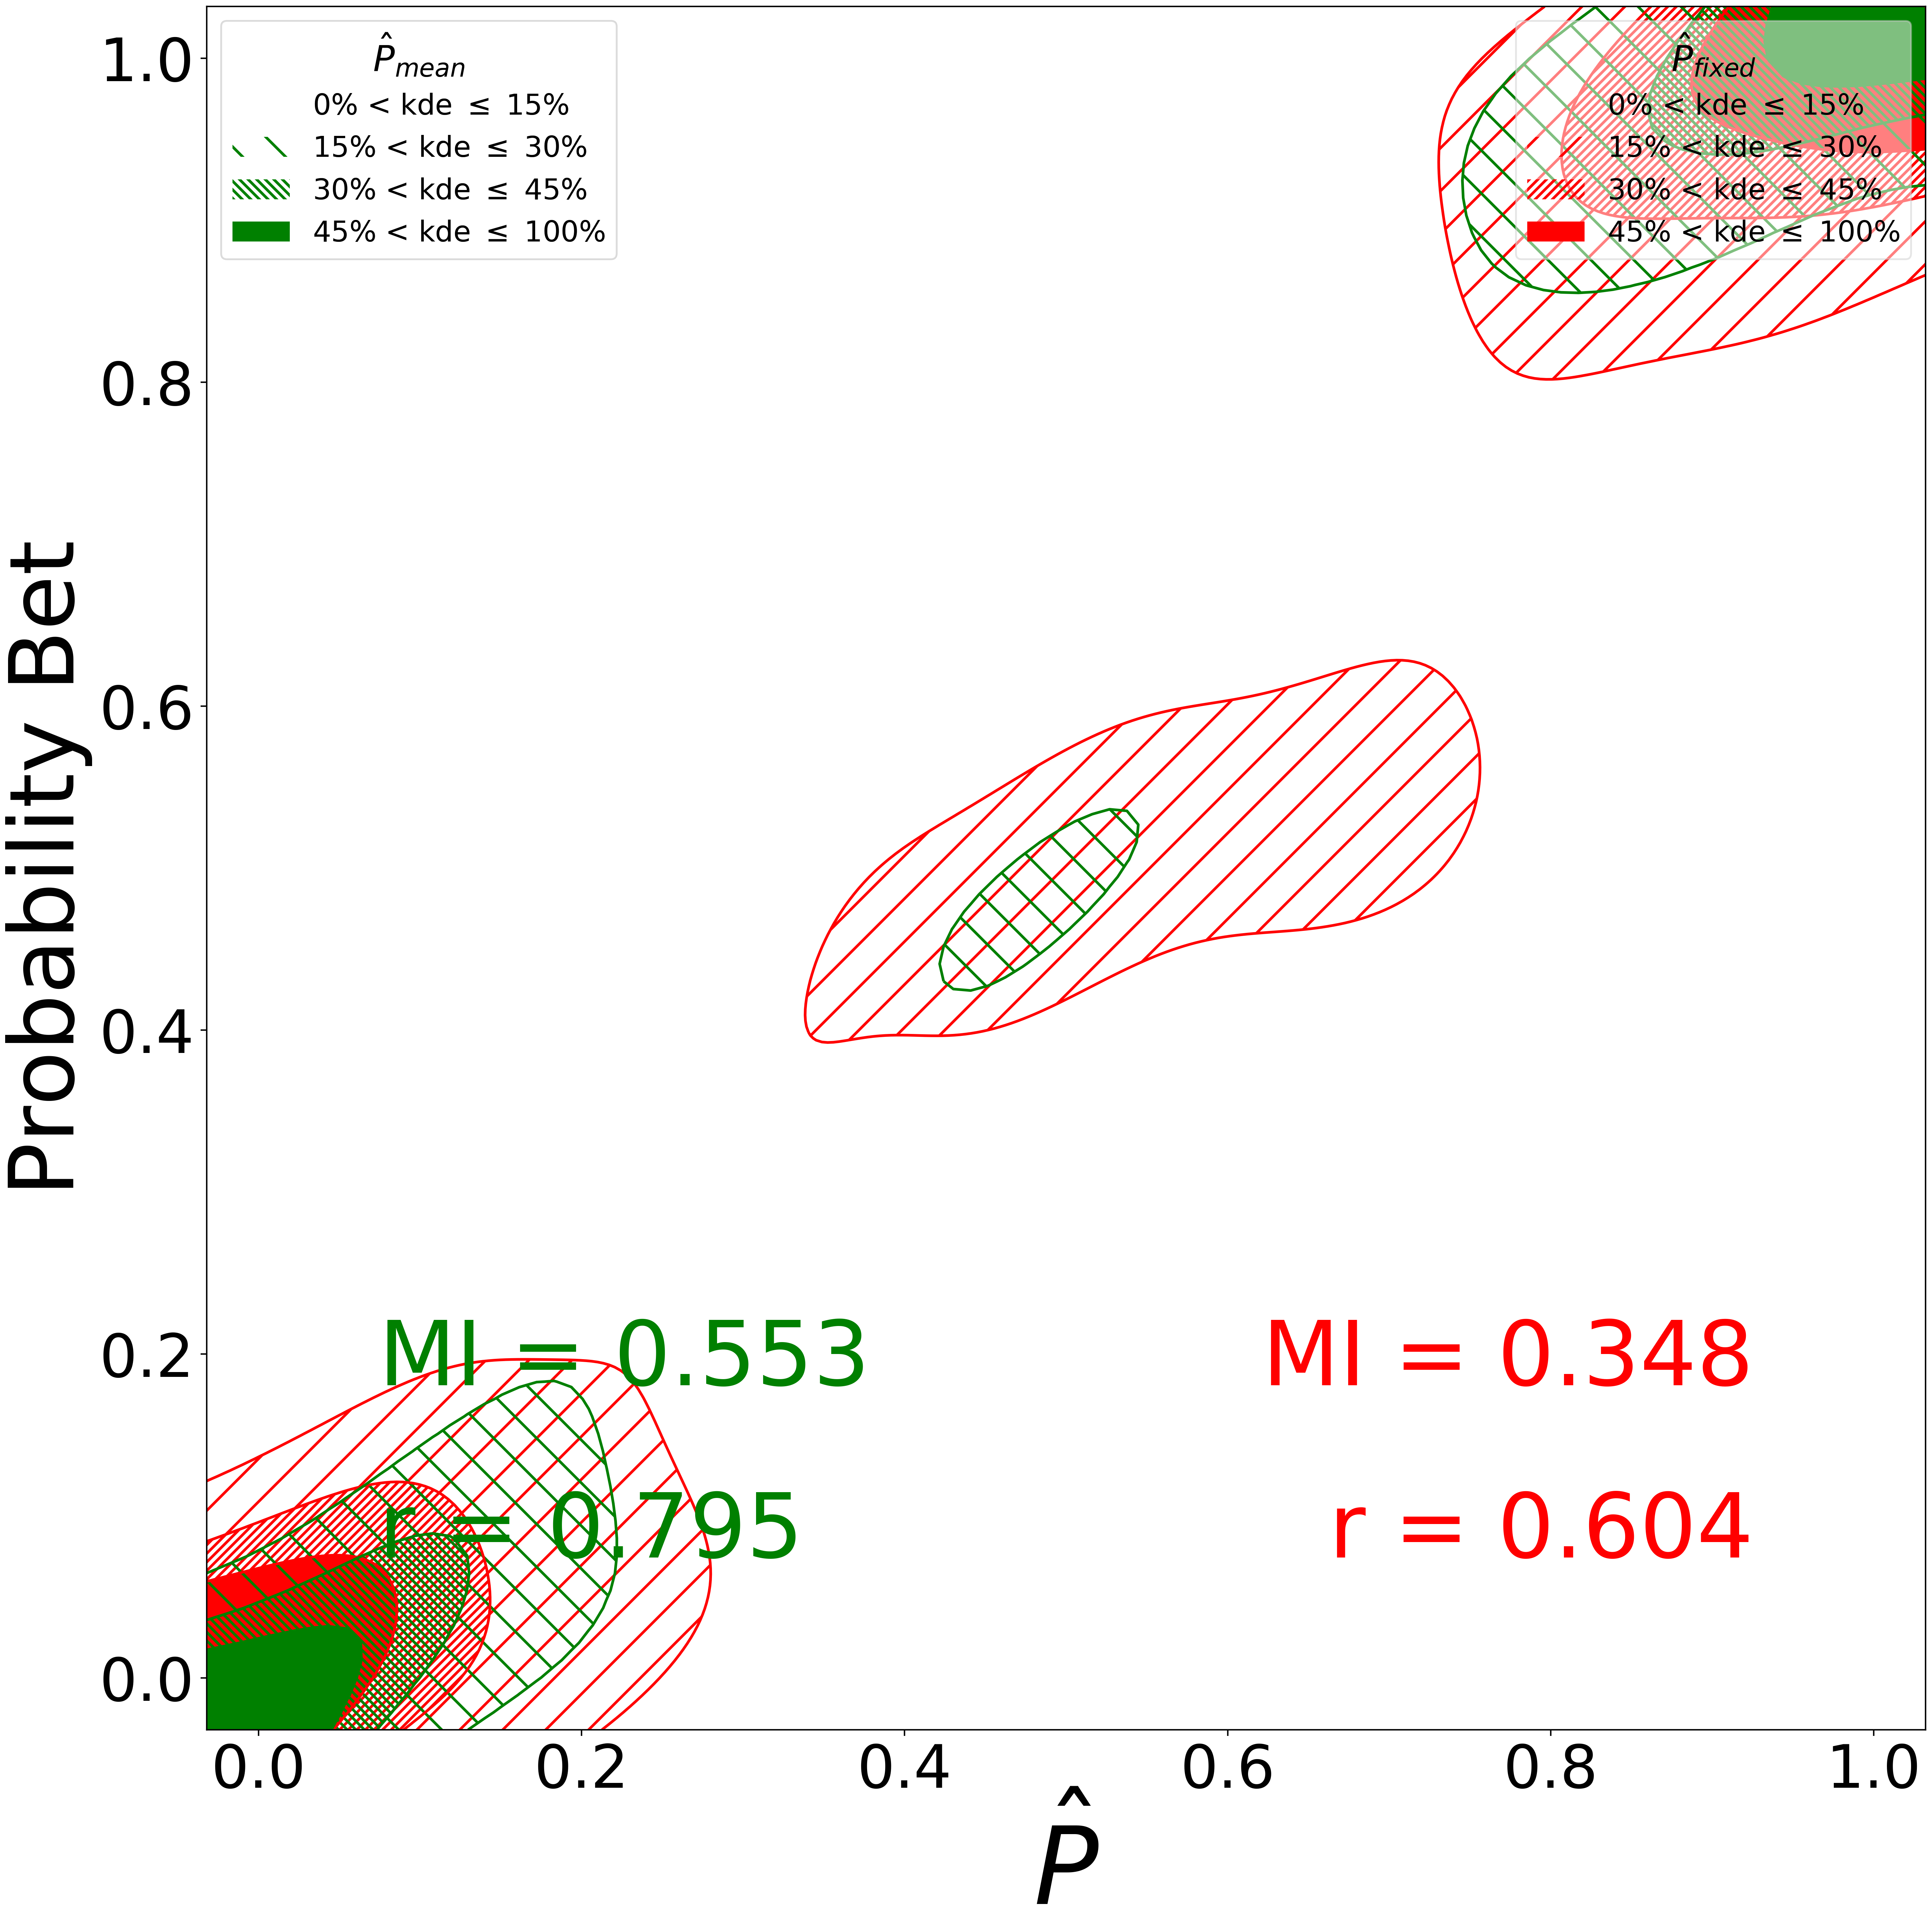 1.0
0.8
0.6
0.4
0.2
0.0
Probability Bet
P̂mean
0% < kde ≤ 15%
15% < kde ≤ 30%
30% < kde ≤ 45%
45% < kde ≤ 100%
P̂fixed
0% < kde ≤ 15%
15% < kde ≤ 30%
30% < kde ≤ 45%
45% < kde ≤ 100%
MI = 0.553
MI = 0.348
r = 0.795
r = 0.604
0.0 0.2 0.4 0.6 0.8 1.0
P̂